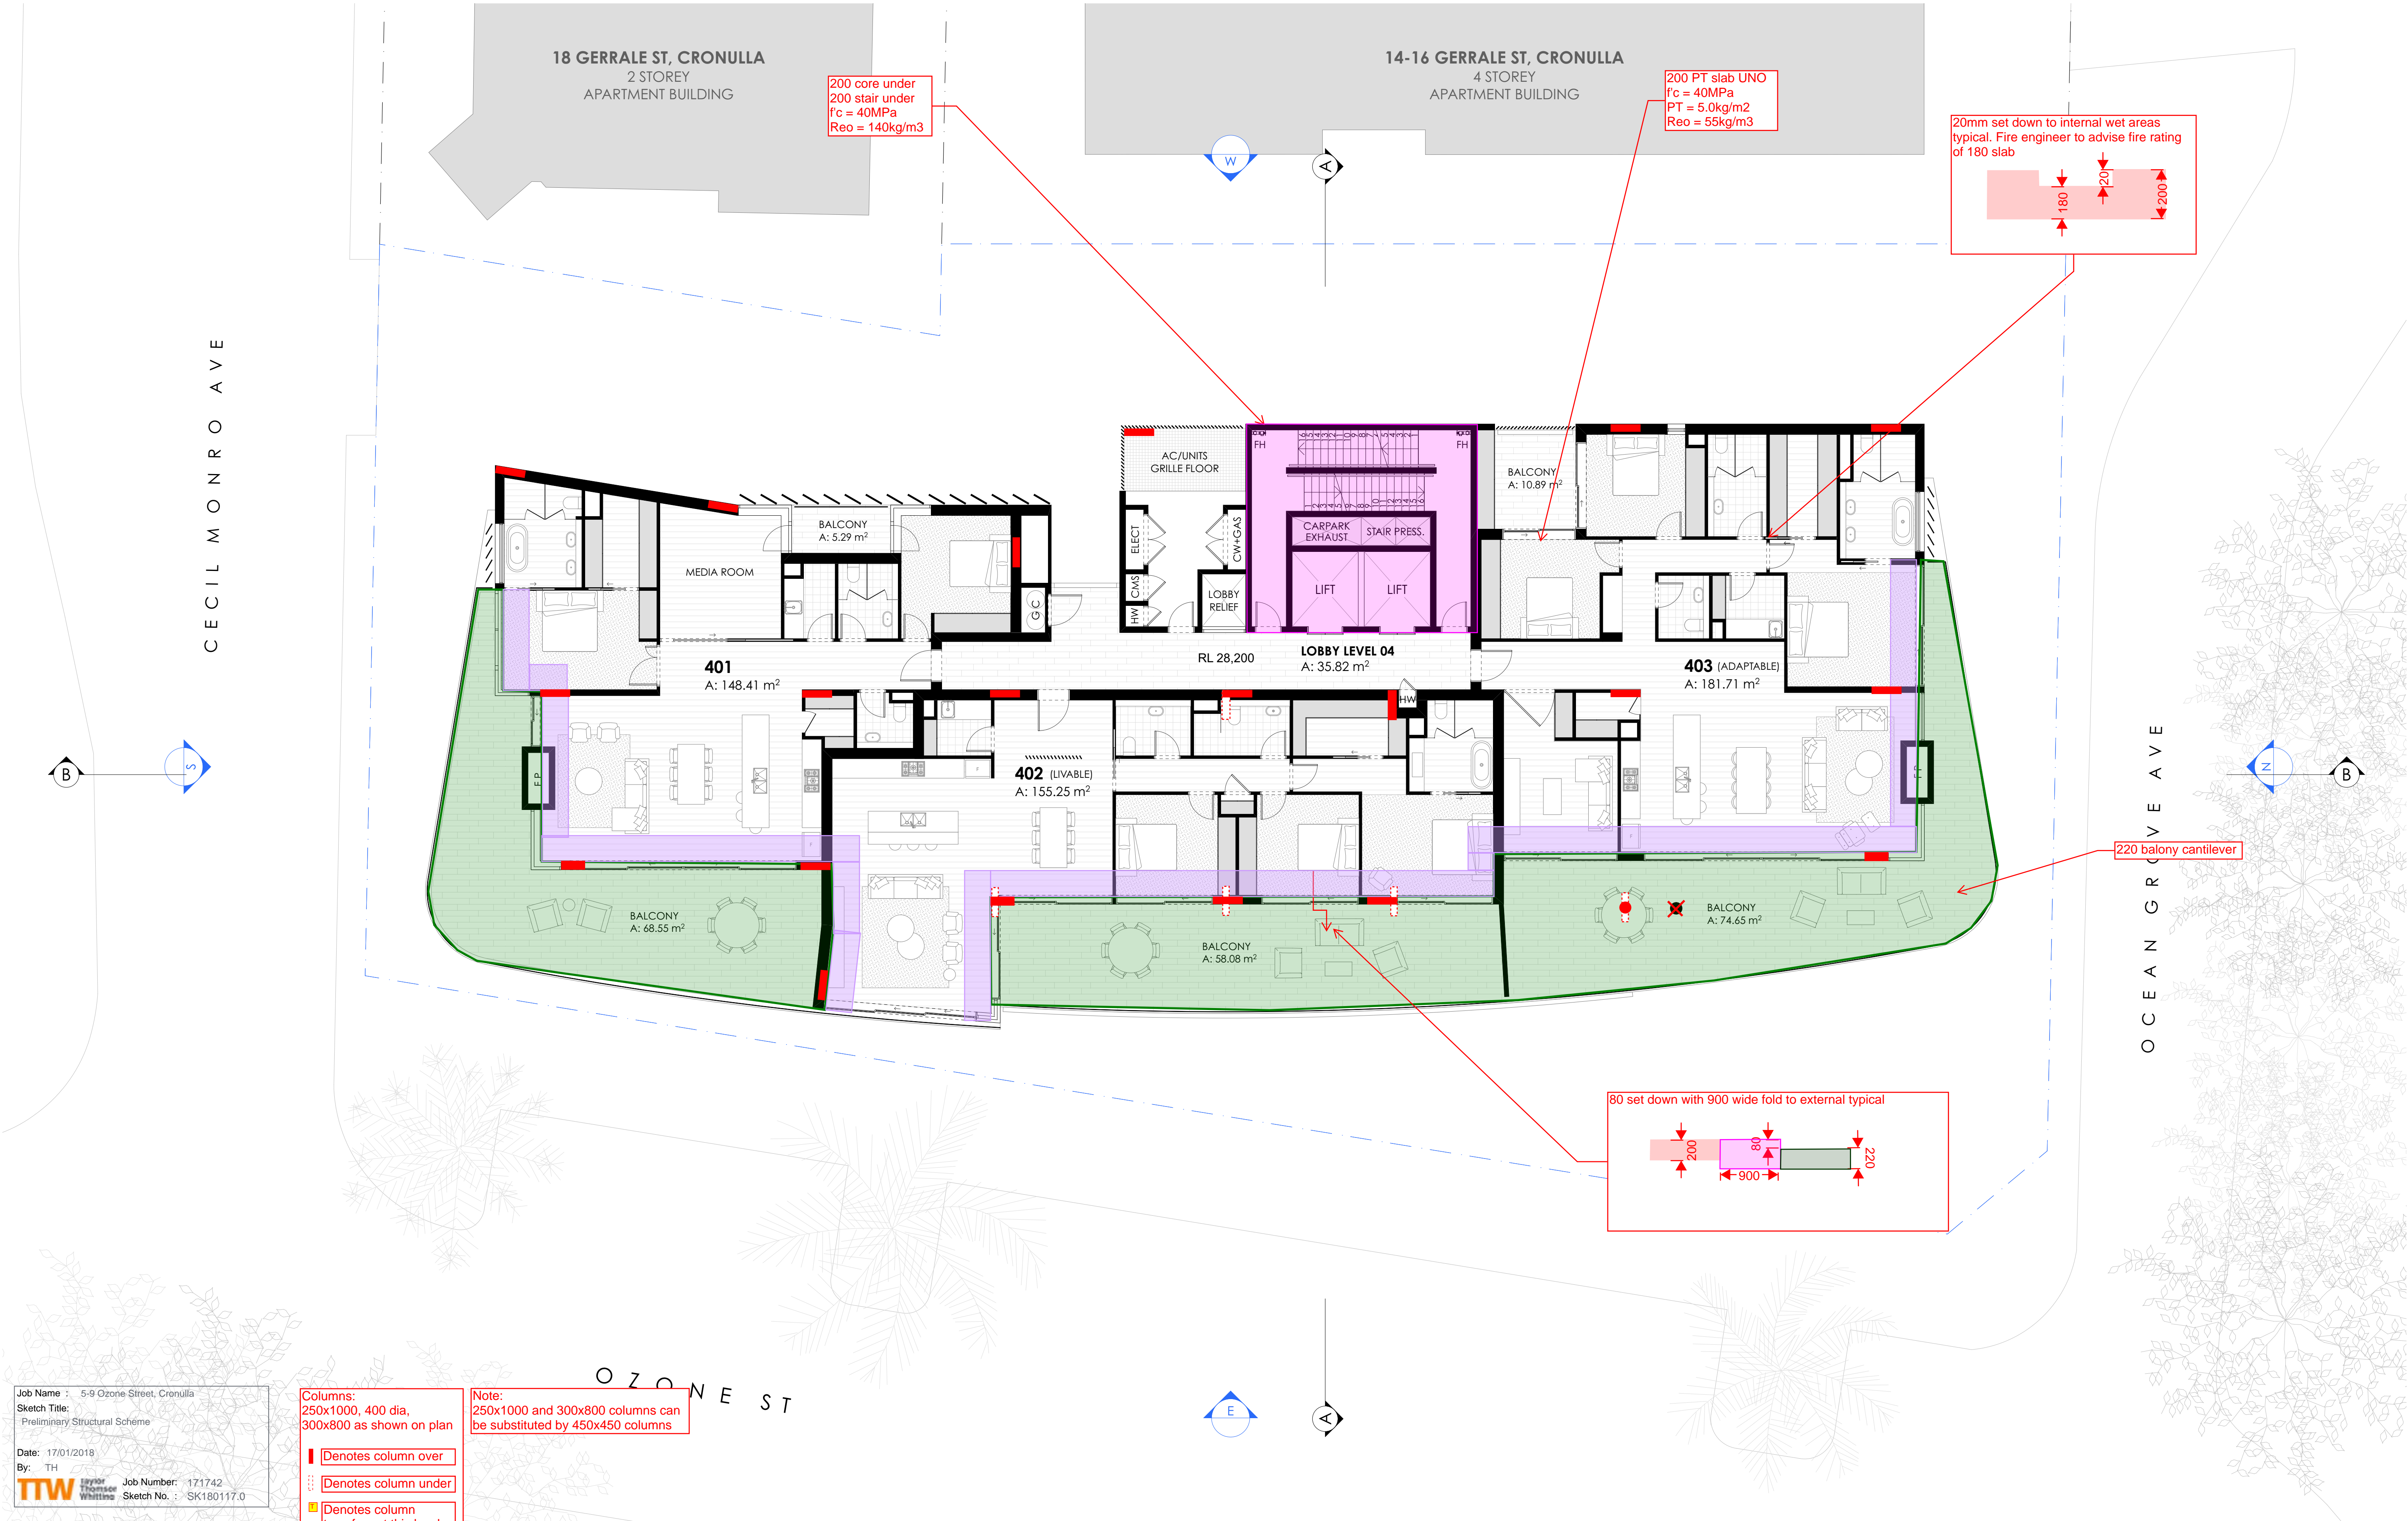 18 GERRALE ST, CRONULLA
2 STOREY
APARTMENT BUILDING
14-16 GERRALE ST, CRONULLA
4 STOREY
APARTMENT BUILDING
200 core under
200 stair under
f'c = 40MPa
Reo = 140kg/m3
200 PT slab UNO
f'c = 40MPa
PT = 5.0kg/m2
Reo = 55kg/m3
20mm set down to internal wet areas
typical. Fire engineer to advise fire rating
of 180 slab
180
20
200
W
A
CECIL MONRO AVE
AC/UNITS
GRILLE FLOOR
FH
FH
BALCONY
A: 10.89 m²
BALCONY
A: 5.29 m²
ELECT
CW+GAS
CARPARK
EXHAUST
STAIR PRESS.
MEDIA ROOM
CMS
HW
GC
LOBBY
RELIEF
LIFT
LIFT
401
A: 148.41 m²
RL 28,200
LOBBY LEVEL 04
A: 35.82 m²
403 (ADAPTABLE)
A: 181.71 m²
HW
B
S
FP
402 (LIVABLE)
A: 155.25 m²
FP
N
B
OCEAN GROVE AVE
220 balony cantilever
BALCONY
A: 68.55 m²
BALCONY
A: 58.08 m²
BALCONY
A: 74.65 m²
80 set down with 900 wide fold to external typical
200
80
900
220
OZONE ST
E
A
Job Name : 5-9 Ozone Street, Cronulla
Sketch Title:
Preliminary Structural Scheme
Date: 17/01/2018
By: TH
TTW Taylor Thomson Whitting
Job Number: 171742
Sketch No. : SK180117.0
Columns:
250x1000, 400 dia,
300x800 as shown on plan
Denotes column over
Denotes column under
T
Denotes column
Note:
250x1000 and 300x800 columns can
be substituted by 450x450 columns